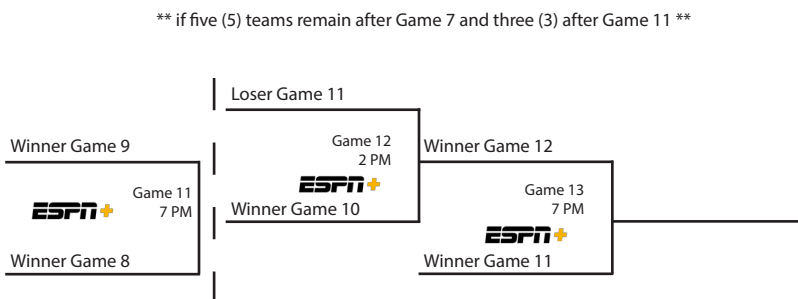 ** if five (5) teams remain after Game 7 and three (3) after Game 11 **
Loser Game 11
Winner Game 9
Game 12
2 PM
Winner Game 12
ESPN+
Game 11
7 PM
ESPN+
Winner Game 10
Game 13
7 PM
ESPN+
Winner Game 8
Winner Game 11